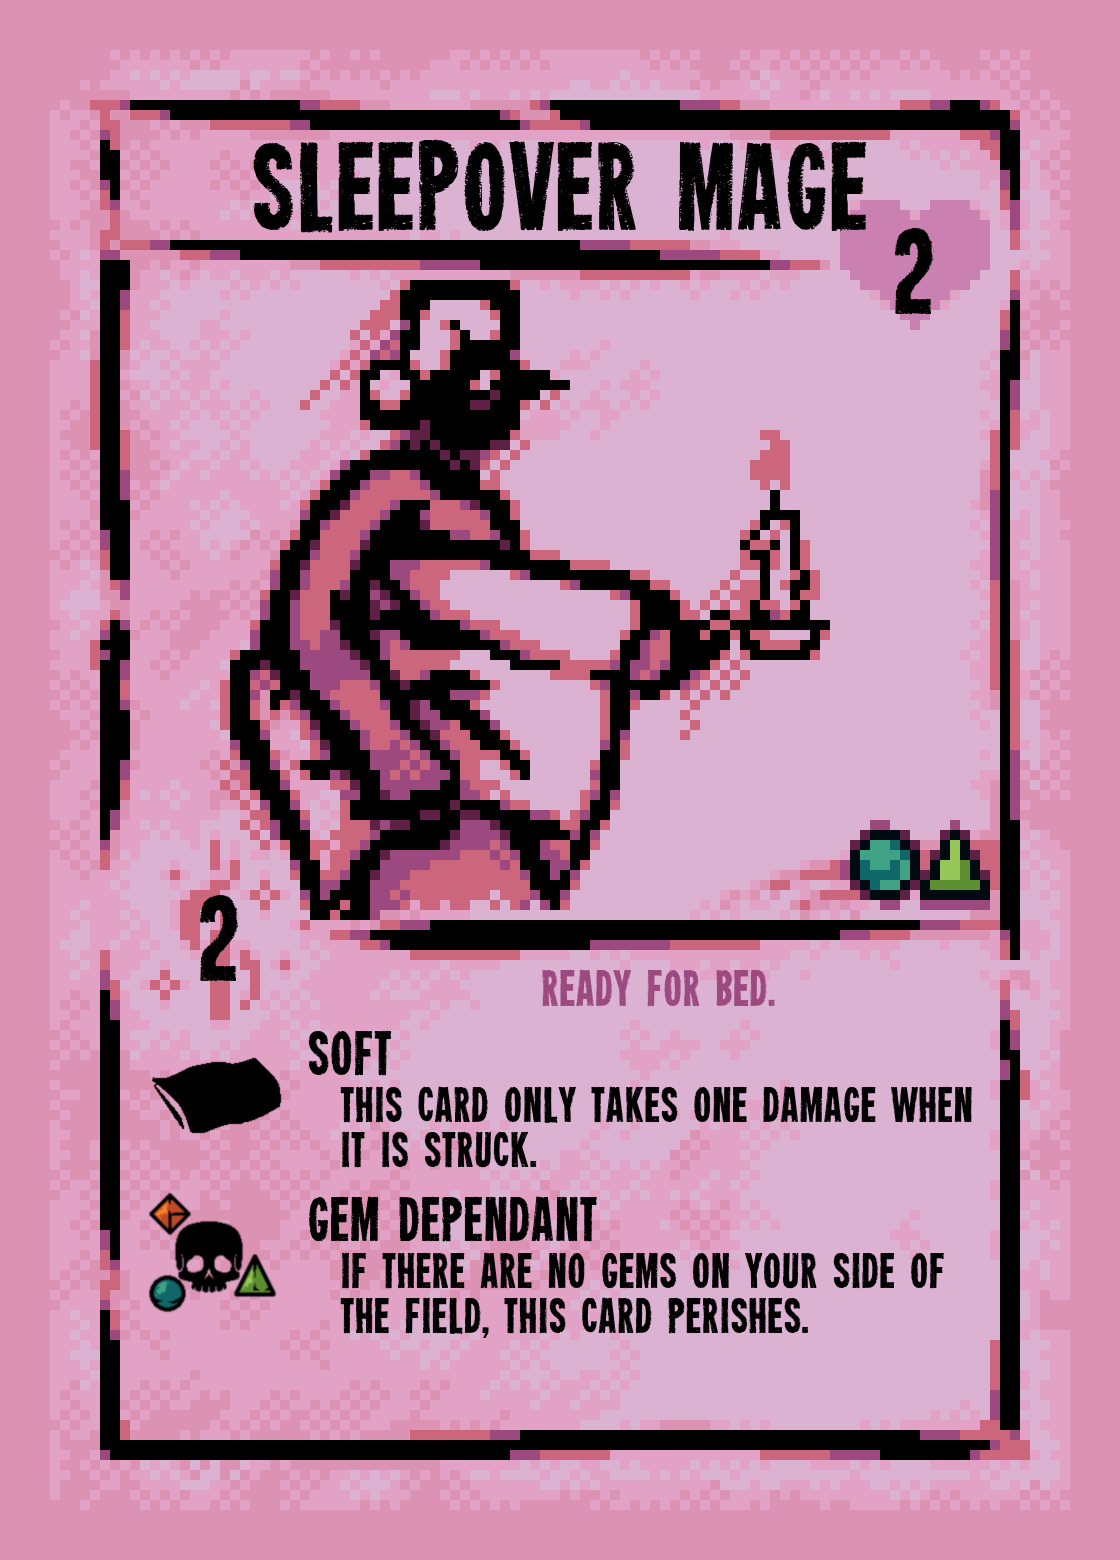 SLEEPOVER MAGE
2
2
READY FOR BED.
SOFT
THIS CARD ONLY TAKES ONE DAMAGE WHEN
IT IS STRUCK.
GEM DEPENDANT
IF THERE ARE NO GEMS ON YOUR SIDE OF
THE FIELD, THIS CARD PERISHES.